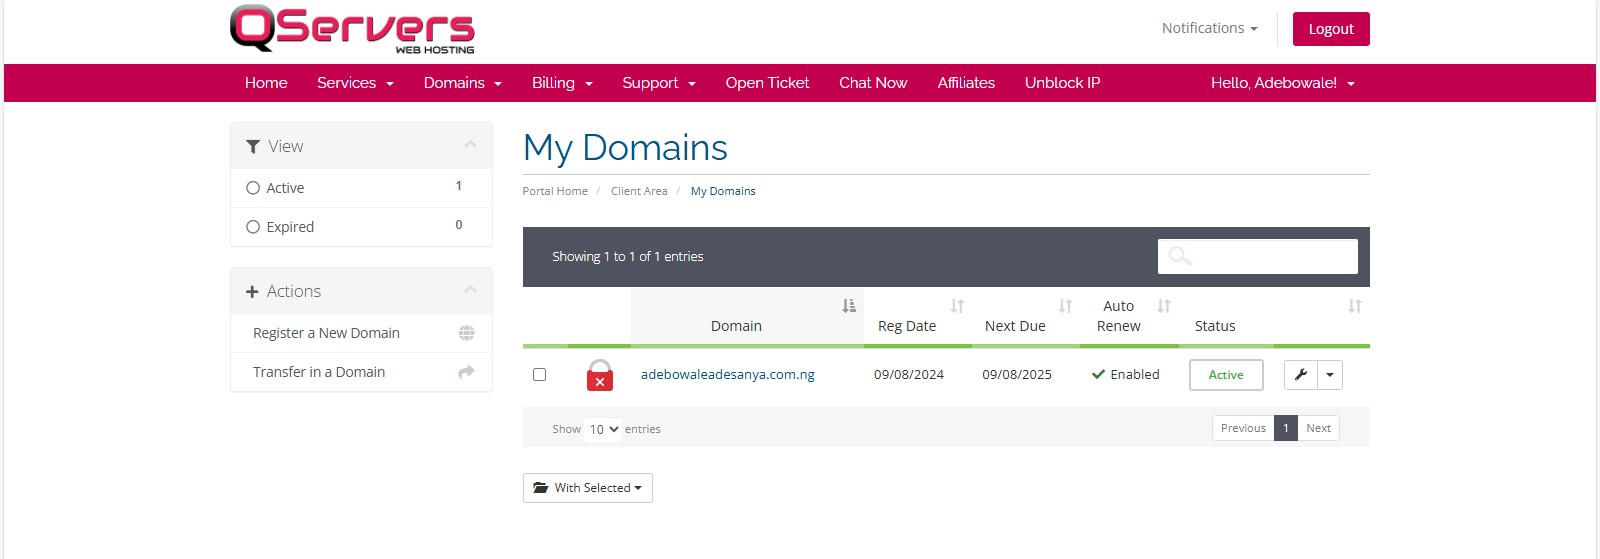 QServers
WEB HOSTING
Notifications
Logout
Home Services Domains Billing Support Open Ticket Chat Now Affiliates Unblock IP Hello, Adebowale!
View
Active 1
Expired 0
Actions
Register a New Domain
Transfer in a Domain
My Domains
Portal Home / Client Area / My Domains
Showing 1 to 1 of 1 entries
Domain Reg Date Next Due Auto Renew Status
adebowaleadesanya.com.ng 09/08/2024 09/08/2025 Enabled Active
Show 10 entries
Previous 1 Next
With Selected